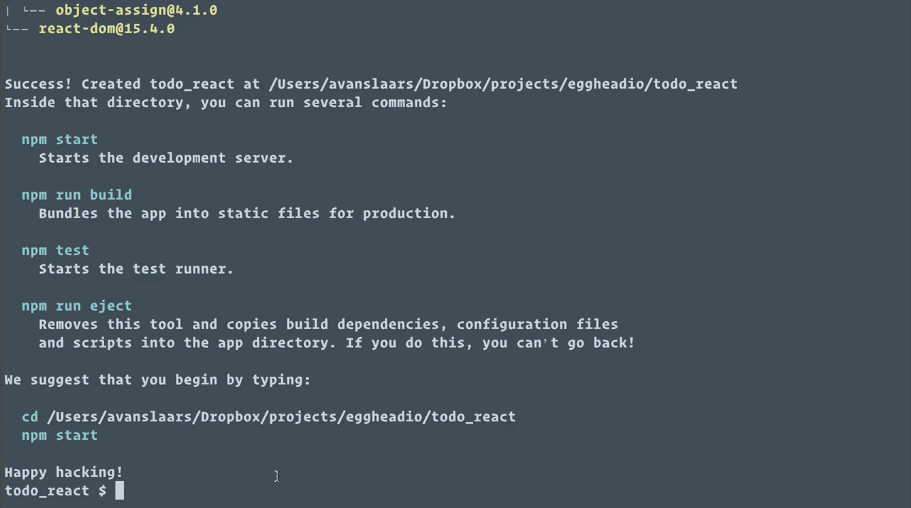 | └── object-assign@4.1.0
└── react-dom@15.4.0
Success! Created todo_react at /Users/avanslaars/Dropbox/projects/eggheadio/todo_react
Inside that directory, you can run several commands:
npm start
Starts the development server.
npm run build
Bundles the app into static files for production.
npm test
Starts the test runner.
npm run eject
Removes this tool and copies build dependencies, configuration files
and scripts into the app directory. If you do this, you can't go back!
We suggest that you begin by typing:
cd /Users/avanslaars/Dropbox/projects/eggheadio/todo_react
npm start
Happy hacking!
todo_react $